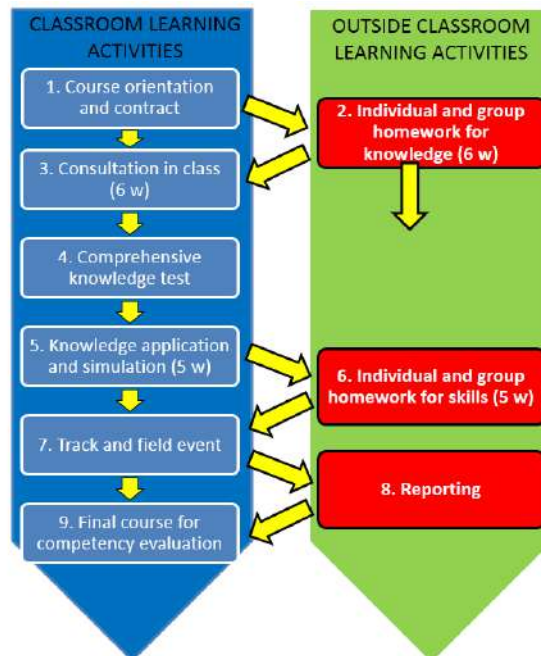 CLASSROOM LEARNING
ACTIVITIES
OUTSIDE CLASSROOM
LEARNING ACTIVITIES
1. Course orientation
and contract
2. Individual and group
homework for
knowledge (6 w)
3. Consultation in class
(6 w)
4. Comprehensive
knowledge test
5. Knowledge application
and simulation (5 w)
6. Individual and group
homework for skills (5 w)
7. Track and field event
8. Reporting
9. Final course for
competency evaluation